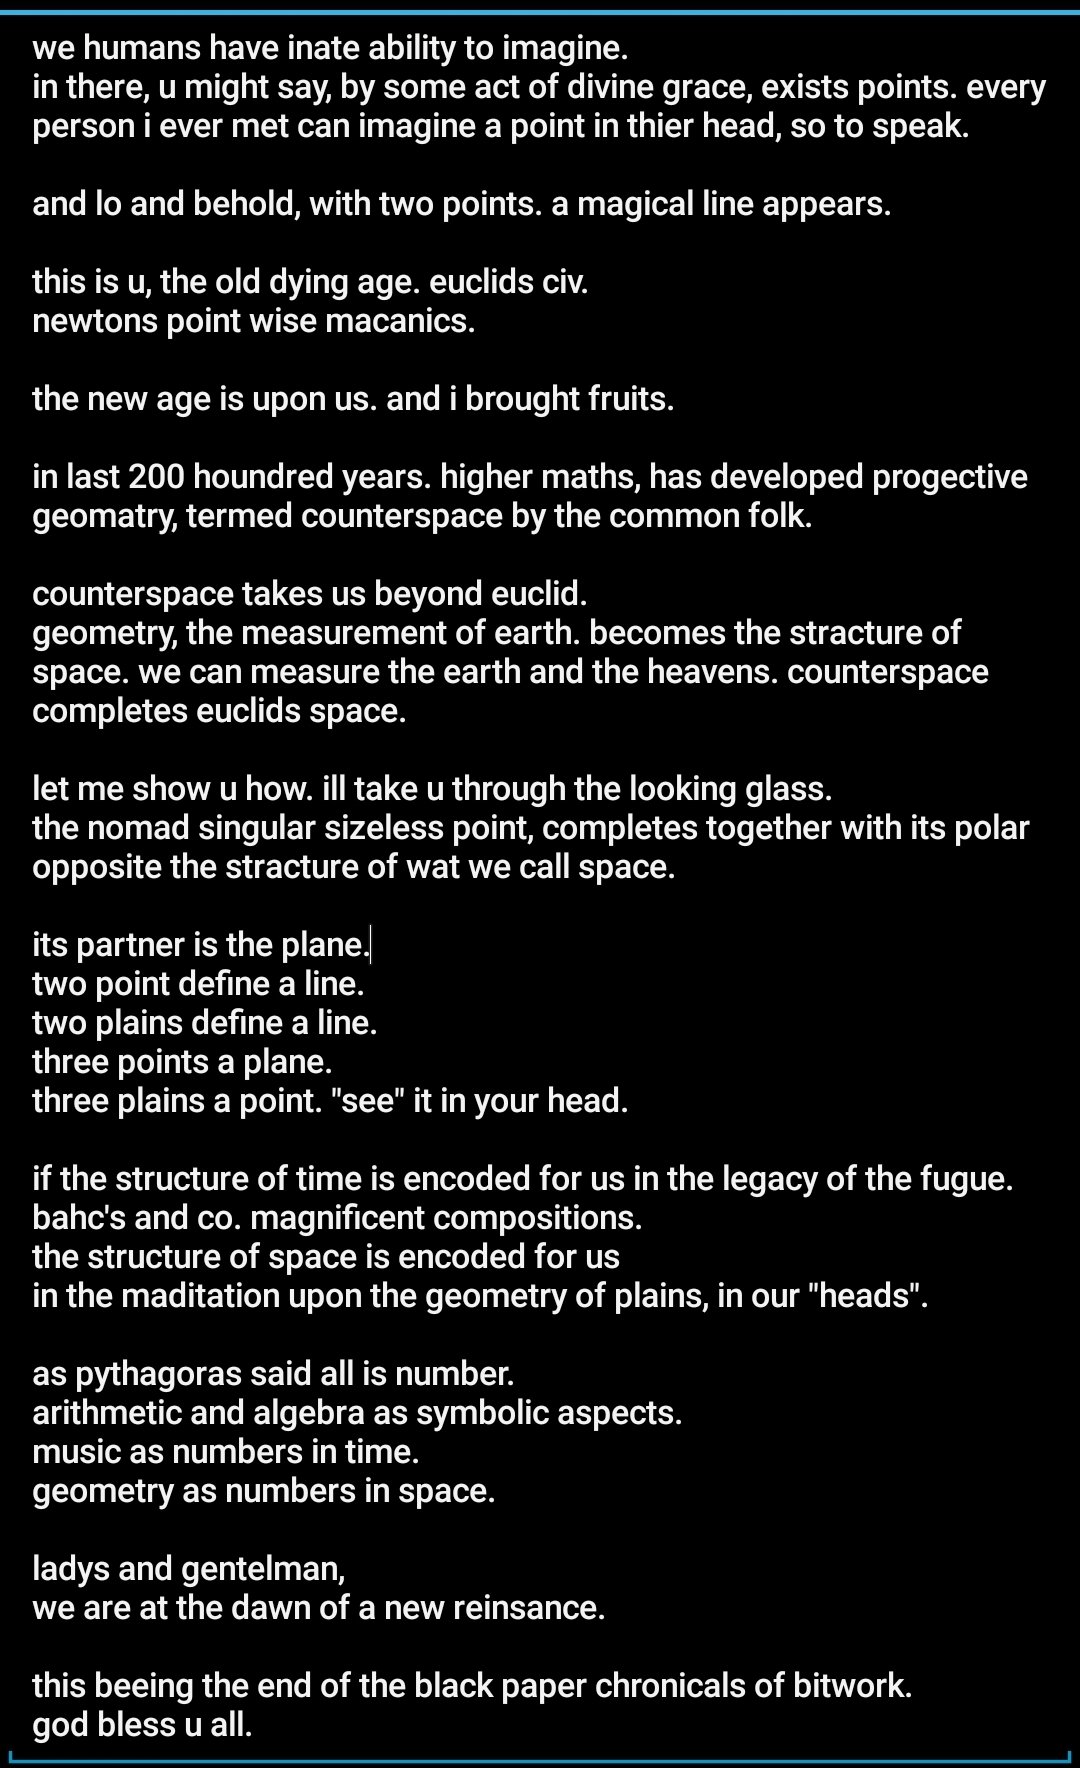 we humans have inate ability to imagine.
in there, u might say, by some act of divine grace, exists points. every
person i ever met can imagine a point in thier head, so to speak.
and lo and behold, with two points. a magical line appears.
this is u, the old dying age. euclids civ.
newtons point wise macanics.
the new age is upon us. and i brought fruits.
in last 200 houndred years. higher maths, has developed progective
geomatry, termed counterspace by the common folk.
counterspace takes us beyond euclid.
geometry, the measurement of earth. becomes the stracture of
space. we can measure the earth and the heavens. counterspace
completes euclids space.
let me show u how. ill take u through the looking glass.
the nomad singular sizeless point, completes together with its polar
opposite the stracture of wat we call space.
its partner is the plane.
two point define a line.
two plains define a line.
three points a plane.
three plains a point. "see" it in your head.
if the structure of time is encoded for us in the legacy of the fugue.
bahc's and co. magnificent compositions.
the structure of space is encoded for us
in the maditation upon the geometry of plains, in our "heads".
as pythagoras said all is number.
arithmetic and algebra as symbolic aspects.
music as numbers in time.
geometry as numbers in space.
ladys and gentelman,
we are at the dawn of a new reinsance.
this beeing the end of the black paper chronicals of bitwork.
god bless u all.